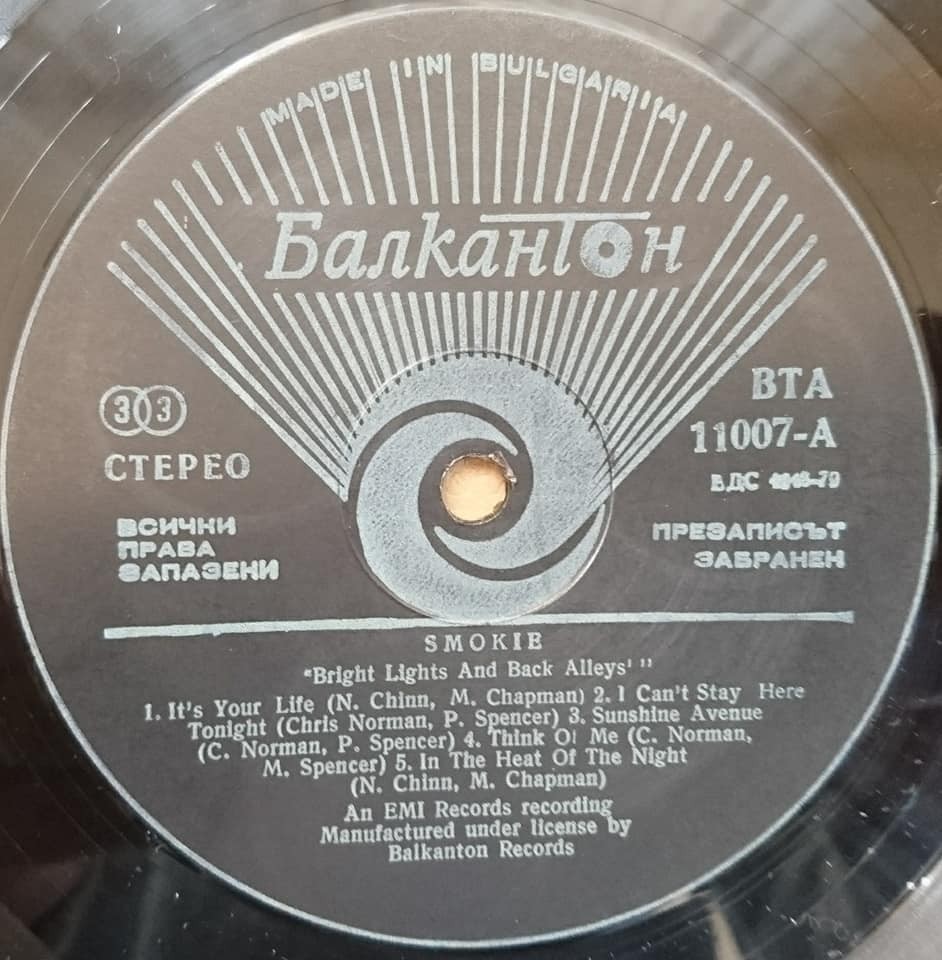 MADE IN BULGARIA
БалканТон
33
СТЕРЕО
ВТА
11007-А
БДС
ВСИЧКИ
ПРАВА
ЗАПАЗЕНИ
ПРЕЗАПИСЪТ
ЗАБРАНЕН
SMOKIE
"Bright Lights And Back Alleys' "
1. It's Your Life (N. Chinn, M. Chapman) 2. I Can't Stay Here
Tonight (Chris Norman, P. Spencer) 3. Sunshine Avenue
(C. Norman, P. Spencer) 4. Think Of Me (C. Norman,
M. Spencer) 5. In The Heat Of The Night
(N. Chinn, M. Chapman)
An EMI Records recording
Manufactured under license by
Balkanton Records